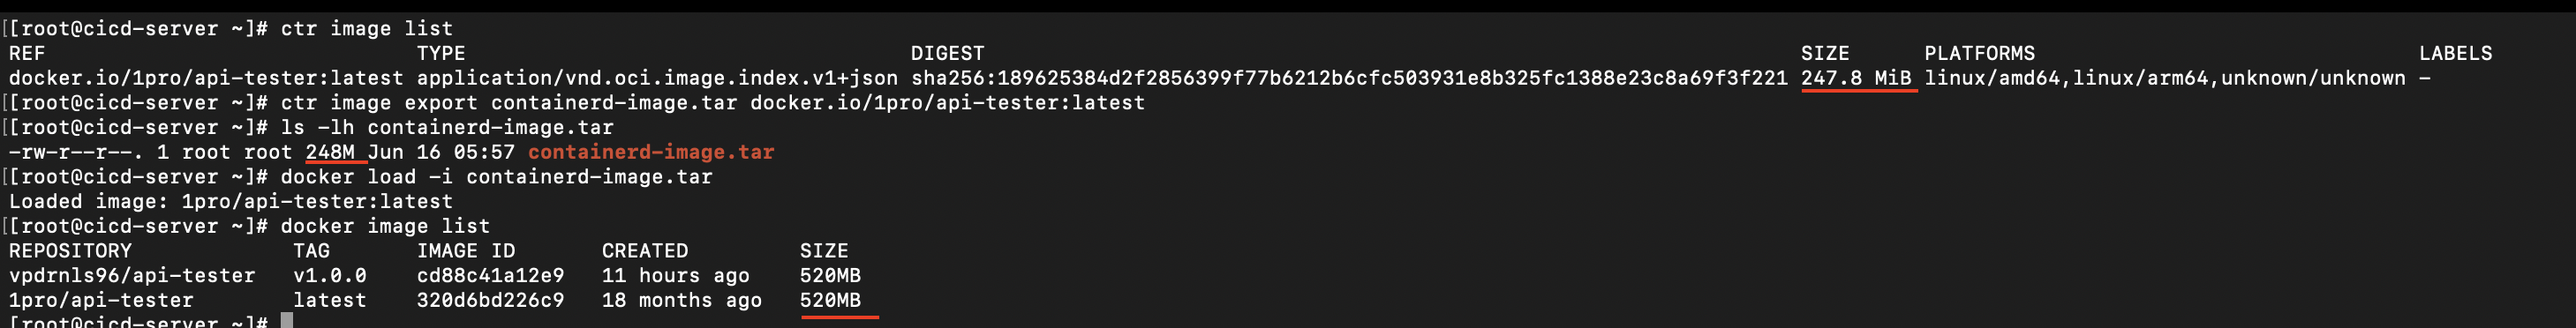 [[root@cicd-server ~]# ctr image list
REF TYPE DIGEST SIZE PLATFORMS LABELS
docker.io/1pro/api-tester:latest application/vnd.oci.image.index.v1+json sha256:189625384d2f2856399f77b6212b6cfc503931e8b325fc1388e23c8a69f3f221 247.8 MiB linux/amd64,linux/arm64,unknown/unknown -
[[root@cicd-server ~]# ctr image export containerd-image.tar docker.io/1pro/api-tester:latest
[[root@cicd-server ~]# ls -lh containerd-image.tar
-rw-r--r--. 1 root root 248M Jun 16 05:57 containerd-image.tar
[[root@cicd-server ~]# docker load -i containerd-image.tar
Loaded image: 1pro/api-tester:latest
[[root@cicd-server ~]# docker image list
REPOSITORY TAG IMAGE ID CREATED SIZE
vpdrnls96/api-tester v1.0.0 cd88c41a12e9 11 hours ago 520MB
1pro/api-tester latest 320d6bd226c9 18 months ago 520MB
[root@cicd-server ~]#